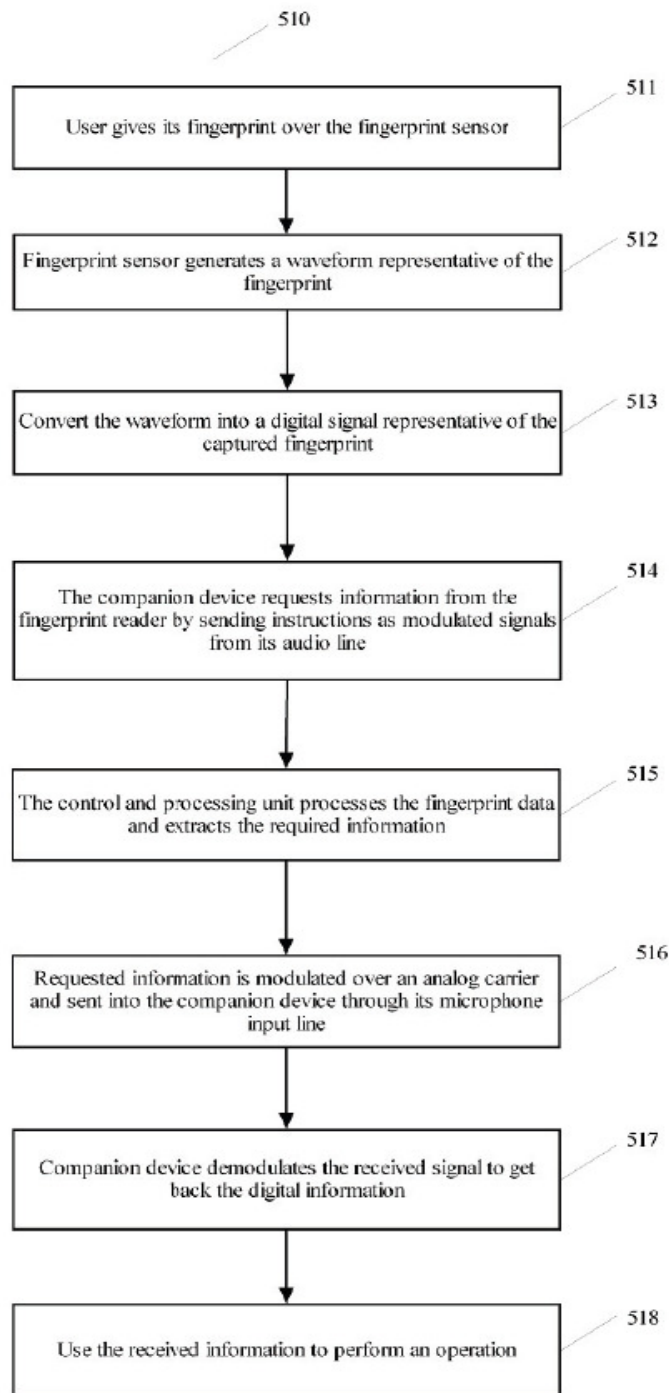 510
511
User gives its fingerprint over the fingerprint sensor
512
Fingerprint sensor generates a waveform representative of the
fingerprint
513
Convert the waveform into a digital signal representative of the
captured fingerprint
514
The companion device requests information from the
fingerprint reader by sending instructions as modulated signals
from its audio line
515
The control and processing unit processes the fingerprint data
and extracts the required information
516
Requested information is modulated over an analog carrier
and sent into the companion device through its microphone
input line
517
Companion device demodulates the received signal to get
back the digital information
518
Use the received information to perform an operation